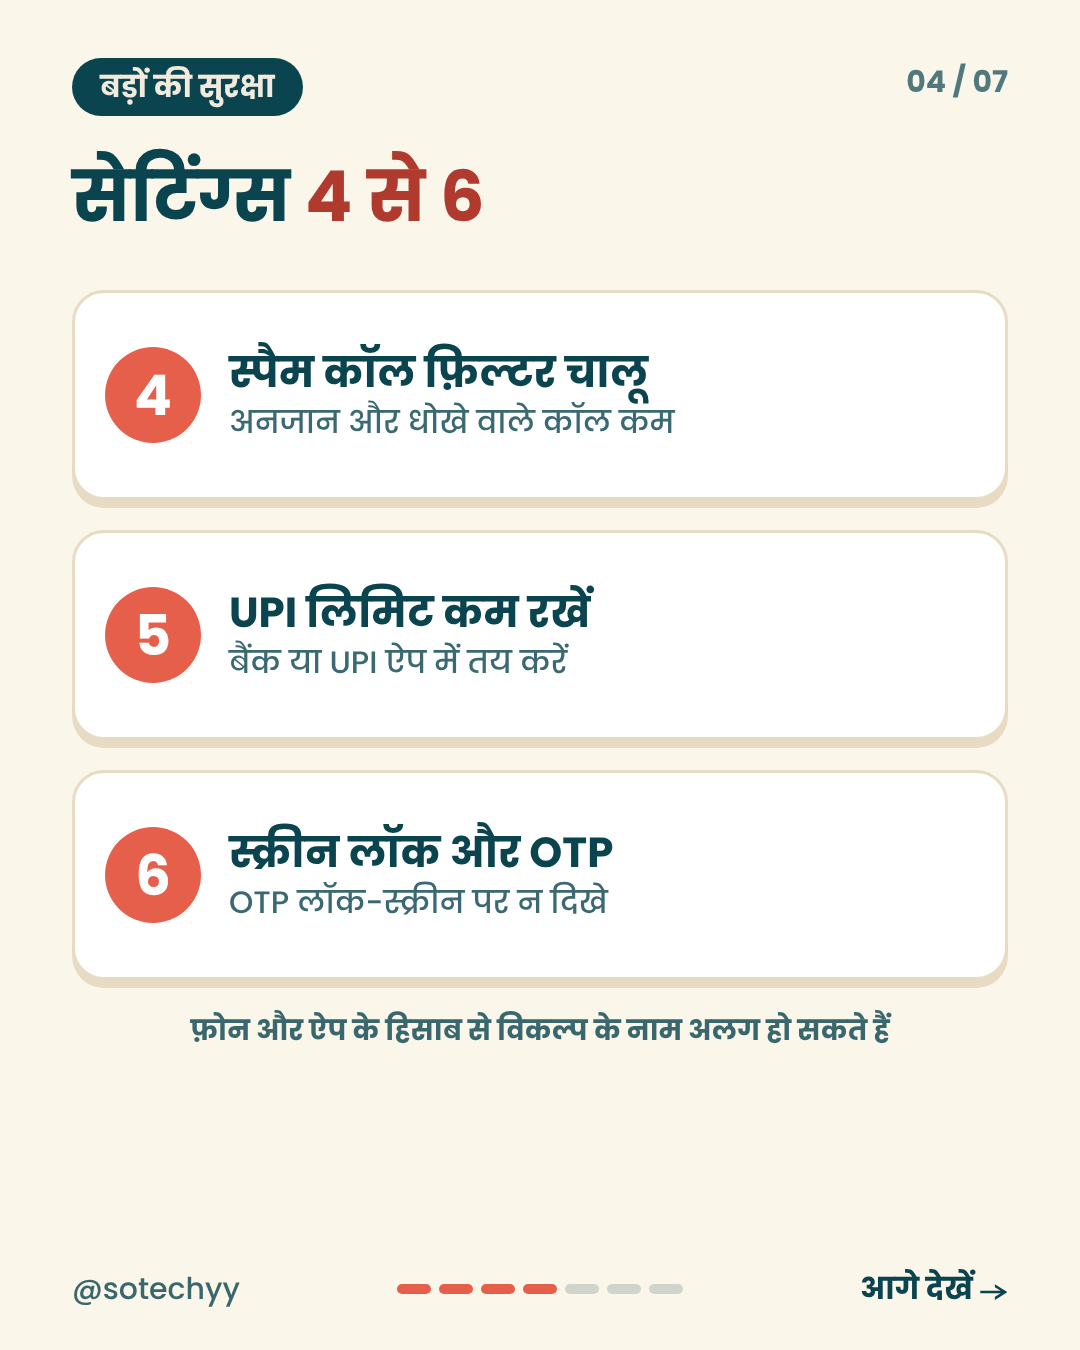 बड़ों की सुरक्षा
04 / 07
सेटिंग्स 4 से 6
4
स्पैम कॉल फ़िल्टर चालू
अनजान और धोखे वाले कॉल कम
5
UPI लिमिट कम रखें
बैंक या UPI ऐप में तय करें
6
स्क्रीन लॉक और OTP
OTP लॉक-स्क्रीन पर न दिखे
फ़ोन और ऐप के हिसाब से विकल्प के नाम अलग हो सकते हैं
@sotechyy
आगे देखें →